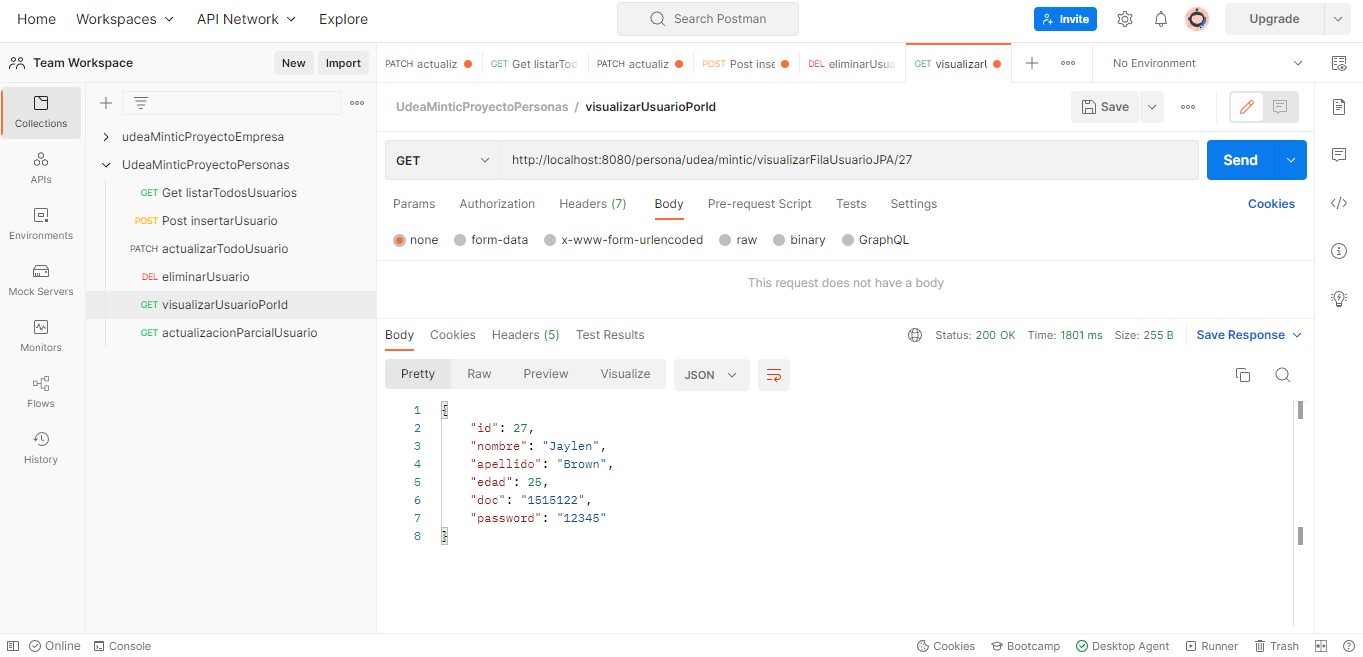 Home Workspaces API Network Explore Search Postman Invite Upgrade
Team Workspace New Import PATCH actualiz GET Get listarTod PATCH actualiz POST Post inse DEL eliminarUsua GET visualizarU No Environment
Collections
APIs
Environments
Mock Servers
Monitors
Flows
History
udeaMinticProyectoEmpresa
UdeaMinticProyectoPersonas
GET Get listarTodosUsuarios
POST Post insertarUsuario
PATCH actualizarTodoUsuario
DEL eliminarUsuario
GET visualizarUsuarioPorId
GET actualizacionParcialUsuario
UdeaMinticProyectoPersonas / visualizarUsuarioPorId Save
GET http://localhost:8080/persona/udea/mintic/visualizarFilaUsuarioJPA/27 Send
Params Authorization Headers (7) Body Pre-request Script Tests Settings Cookies
none form-data x-www-form-urlencoded raw binary GraphQL
This request does not have a body
Body Cookies Headers (5) Test Results Status: 200 OK Time: 1801 ms Size: 255 B Save Response
Pretty Raw Preview Visualize JSON
1 {
2 "id": 27,
3 "nombre": "Jaylen",
4 "apellido": "Brown",
5 "edad": 25,
6 "doc": "1515122",
7 "password": "12345"
8 }
Online Console Cookies Bootcamp Desktop Agent Runner Trash